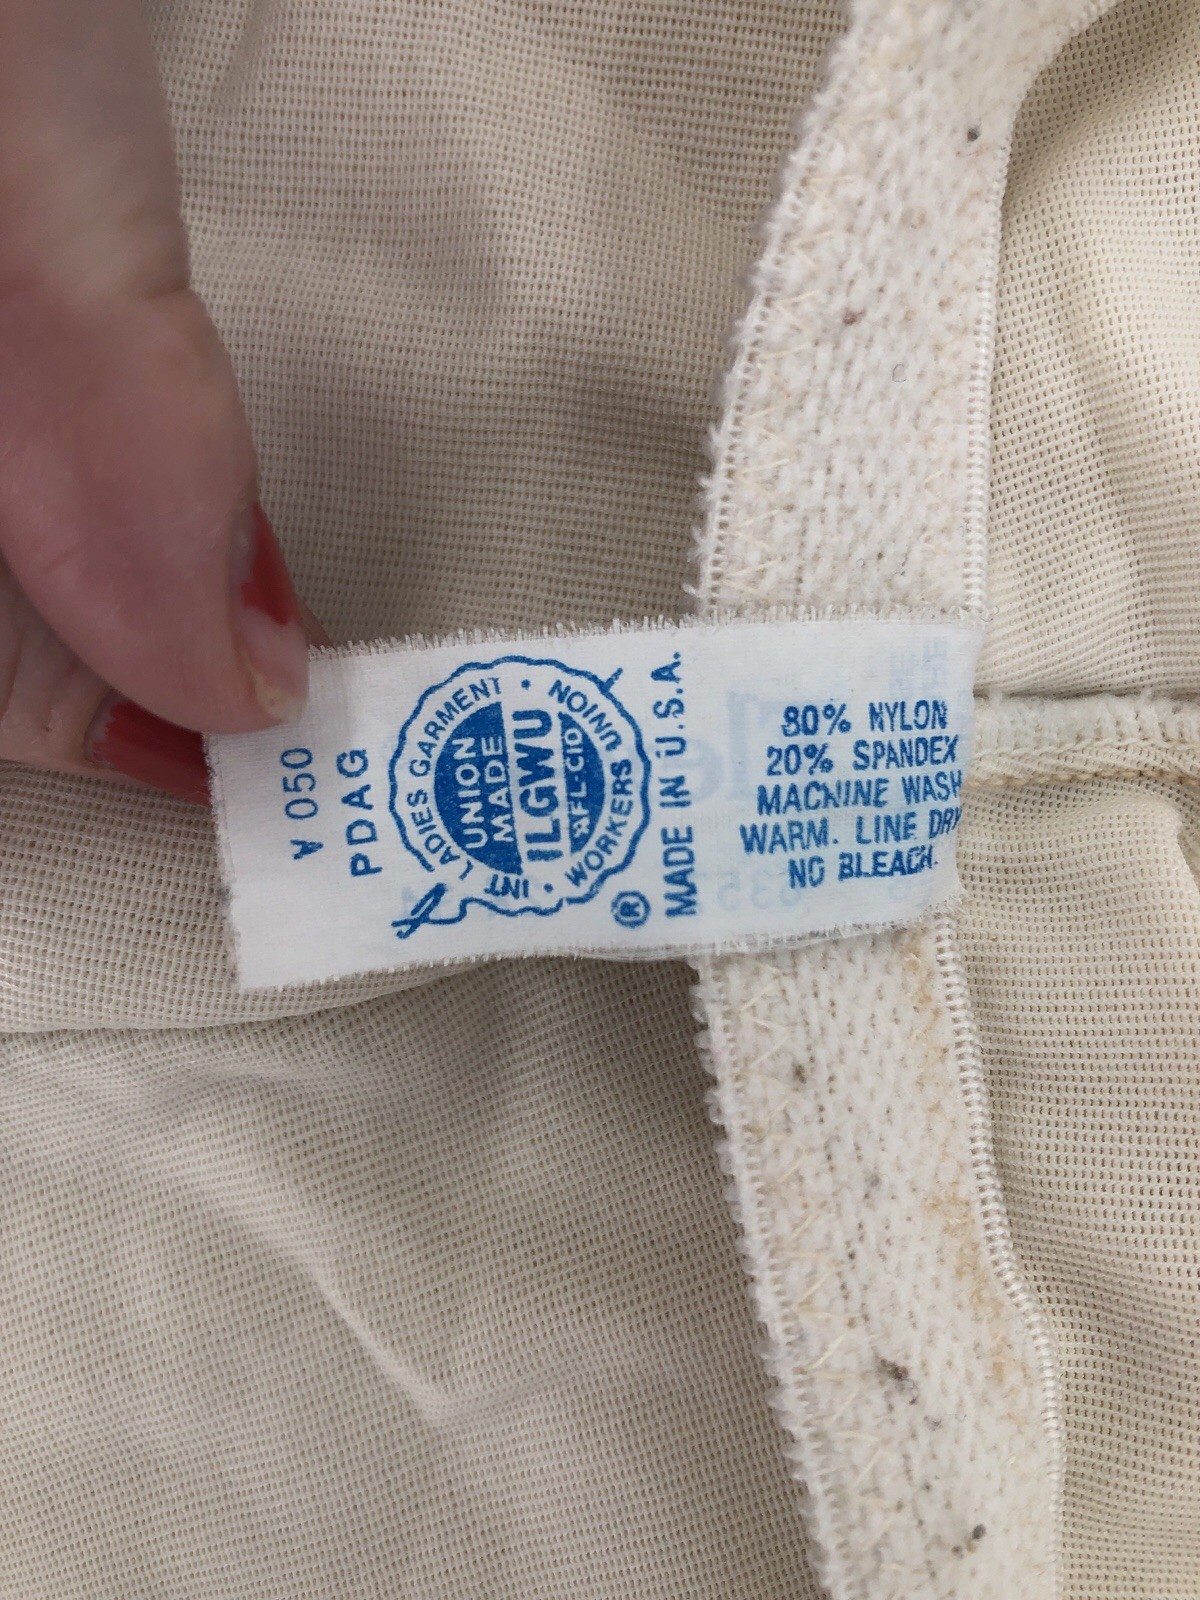 V 050
PDAG
INT LADIES GARMENT · UNION
WORKERS ·
UNION
MADE
ILGWU
AFL-CIO
®
MADE IN U.S.A.
80% NYLON
20% SPANDEX
MACHINE WASH
WARM. LINE DRY
NO BLEACH.